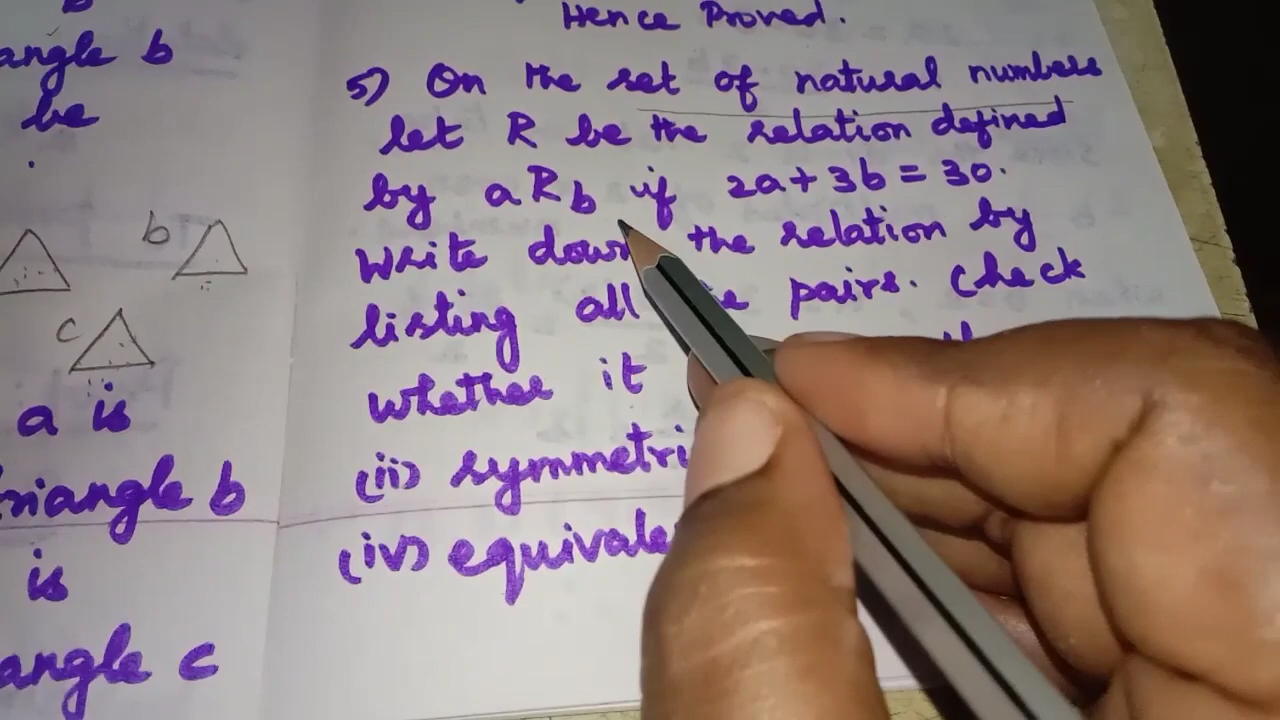 Hence Proved.
angle b
be
5) On the set of natural numbers
let R be the relation defined
by aRb if 2a+3b=30.
Write down the relation by
listing all pairs. Check
whether it
(ii) symmetri
(iv) equivale
b
c
a is
riangle b
is
angle c